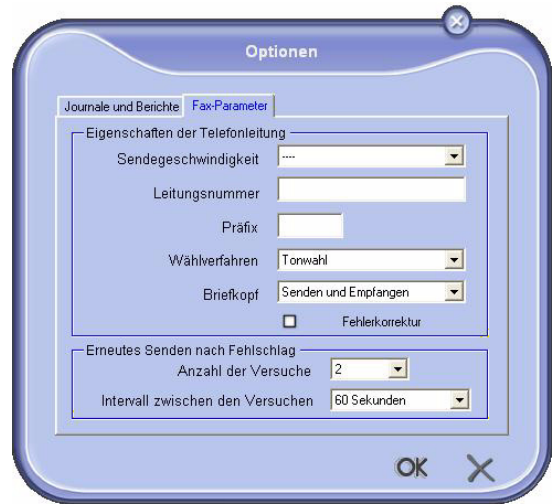 Optionen
Journale und Berichte Fax-Parameter
Eigenschaften der Telefonleitung
Sendegeschwindigkeit ----
Leitungsnummer
Präfix
Wählverfahren Tonwahl
Briefkopf Senden und Empfangen
Fehlerkorrektur
Erneutes Senden nach Fehlschlag
Anzahl der Versuche 2
Intervall zwischen den Versuchen 60 Sekunden
OK